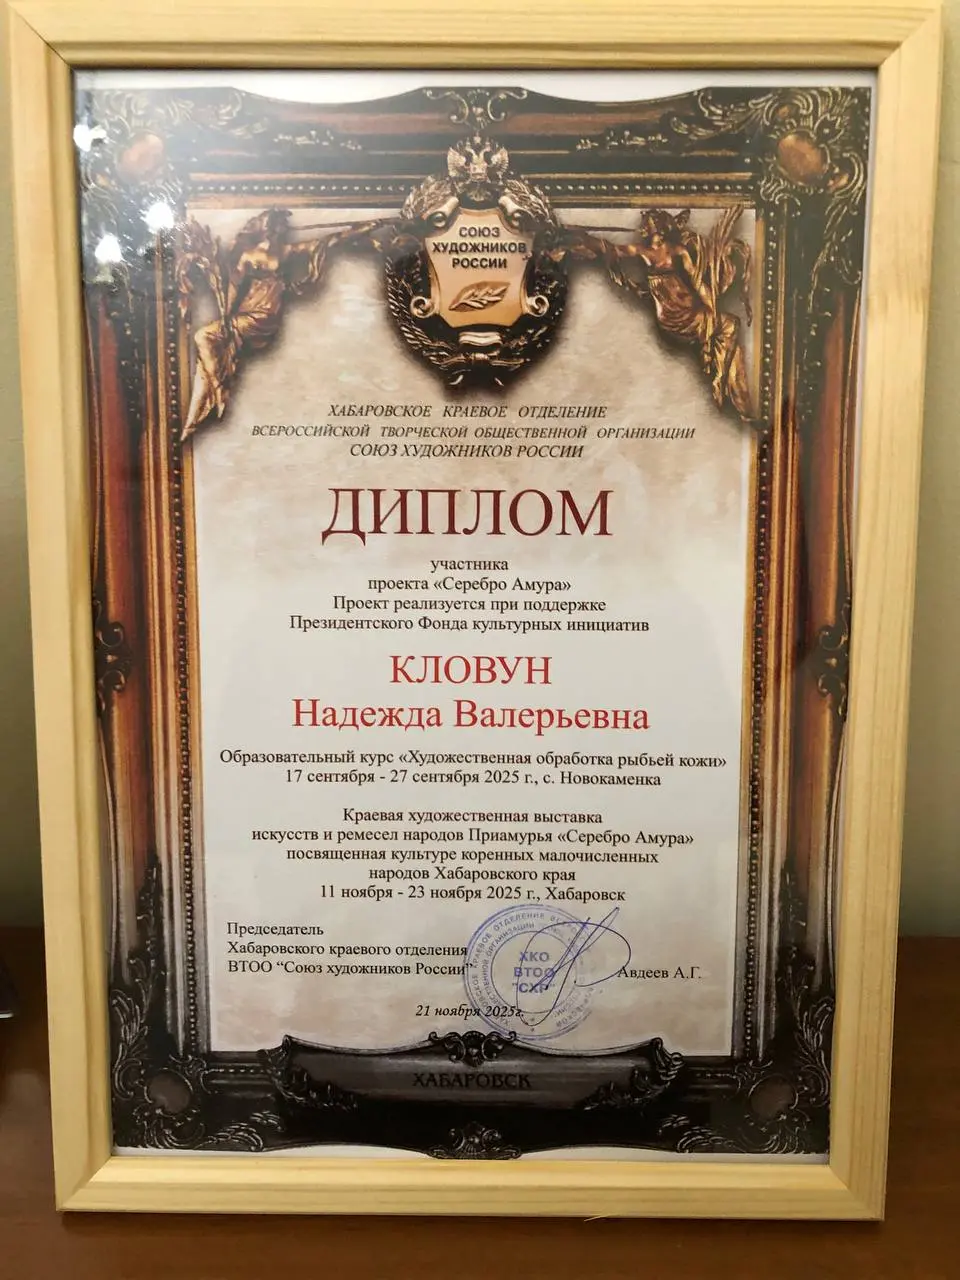 СОЮЗ
ХУДОЖНИКОВ
РОССИИ
ХАБАРОВСКОЕ КРАЕВОЕ ОТДЕЛЕНИЕ
ВСЕРОССИЙСКОЙ ТВОРЧЕСКОЙ ОБЩЕСТВЕННОЙ ОРГАНИЗАЦИИ
СОЮЗ ХУДОЖНИКОВ РОССИИ
ДИПЛОМ
участника
проекта «Серебро Амура»
Проект реализуется при поддержке
Президентского Фонда культурных инициатив
КЛОВУН
Надежда Валерьевна
Образовательный курс «Художественная обработка рыбьей кожи»
17 сентября - 27 сентября 2025 г., с. Новокаменка
Краевая художественная выставка
искусств и ремесел народов Приамурья «Серебро Амура»
посвященная культуре коренных малочисленных
народов Хабаровского края
11 ноября - 23 ноября 2025 г., Хабаровск
Председатель
Хабаровского краевого отделения
ВТОО “Союз художников России”
Авдеев А.Г.
ХКО
ВТОО
"СХР"
21 ноября 2025г.
ХАБАРОВСК